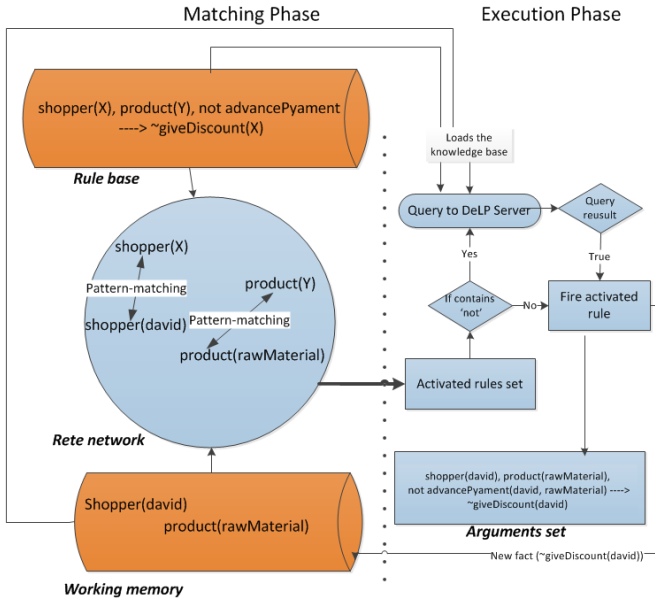 Matching Phase
Execution Phase
shopper(X), product(Y), not advancePyament
----> ~giveDiscount(X)
Rule base
Loads the
knowledge base
Query to DeLP Server
Query
reusult
shopper(X)
Pattern-matching
shopper(david)
product(Y)
Pattern-matching
product(rawMaterial)
Rete network
Yes
True
If contains
'not'
No
Fire activated
rule
Activated rules set
shopper(david), product(rawMaterial),
not advancePyament(david, rawMaterial) ---->
~giveDiscount(david)
Arguments set
Shopper(david)
product(rawMaterial)
New fact (~giveDiscount(david))
Working memory